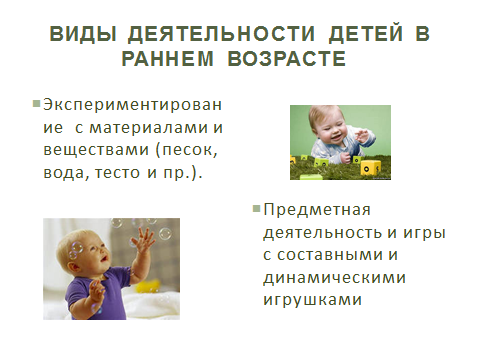 ВИДЫ ДЕЯТЕЛЬНОСТИ ДЕТЕЙ В
РАННЕМ ВОЗРАСТЕ
Экспериментирован
ие с материалами и
веществами (песок,
вода, тесто и пр.).
Предметная
деятельность и игры
с составными и
динамическими
игрушками